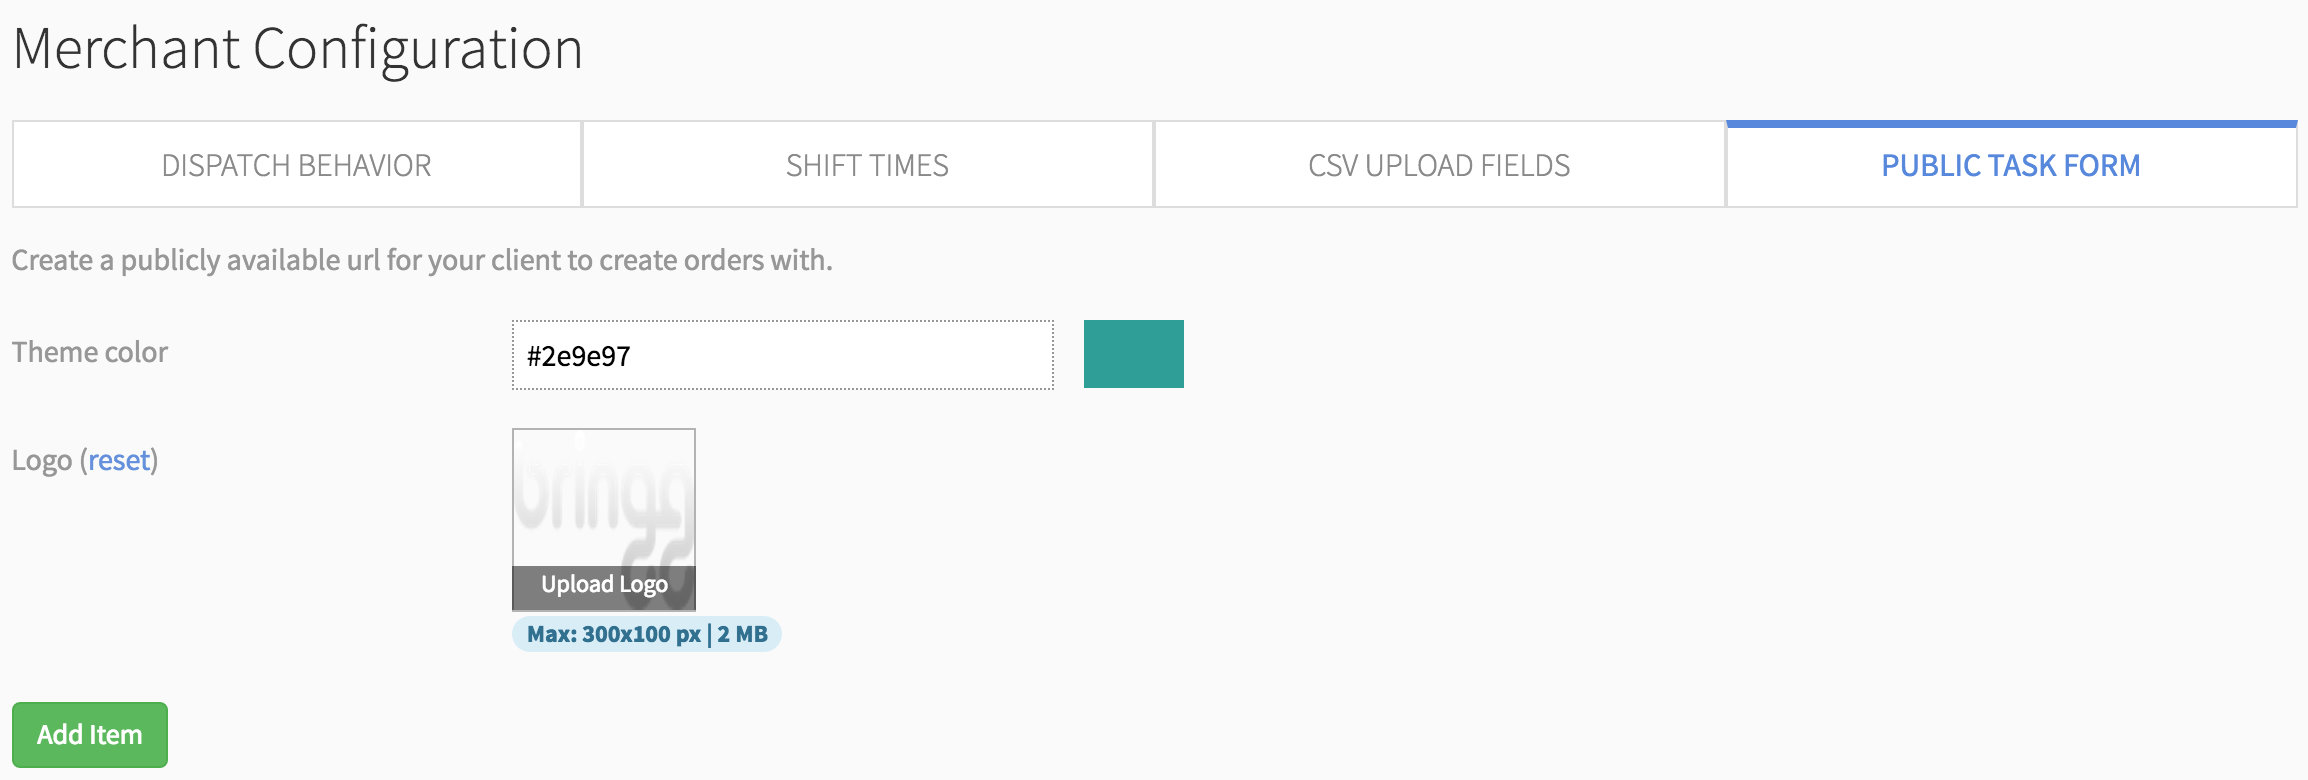 Merchant Configuration
DISPATCH BEHAVIOR
SHIFT TIMES
CSV UPLOAD FIELDS
PUBLIC TASK FORM
Create a publicly available url for your client to create orders with.
Theme color
#2e9e97
Logo (reset)
bringg
Upload Logo
Max: 300x100 px | 2 MB
Add Item